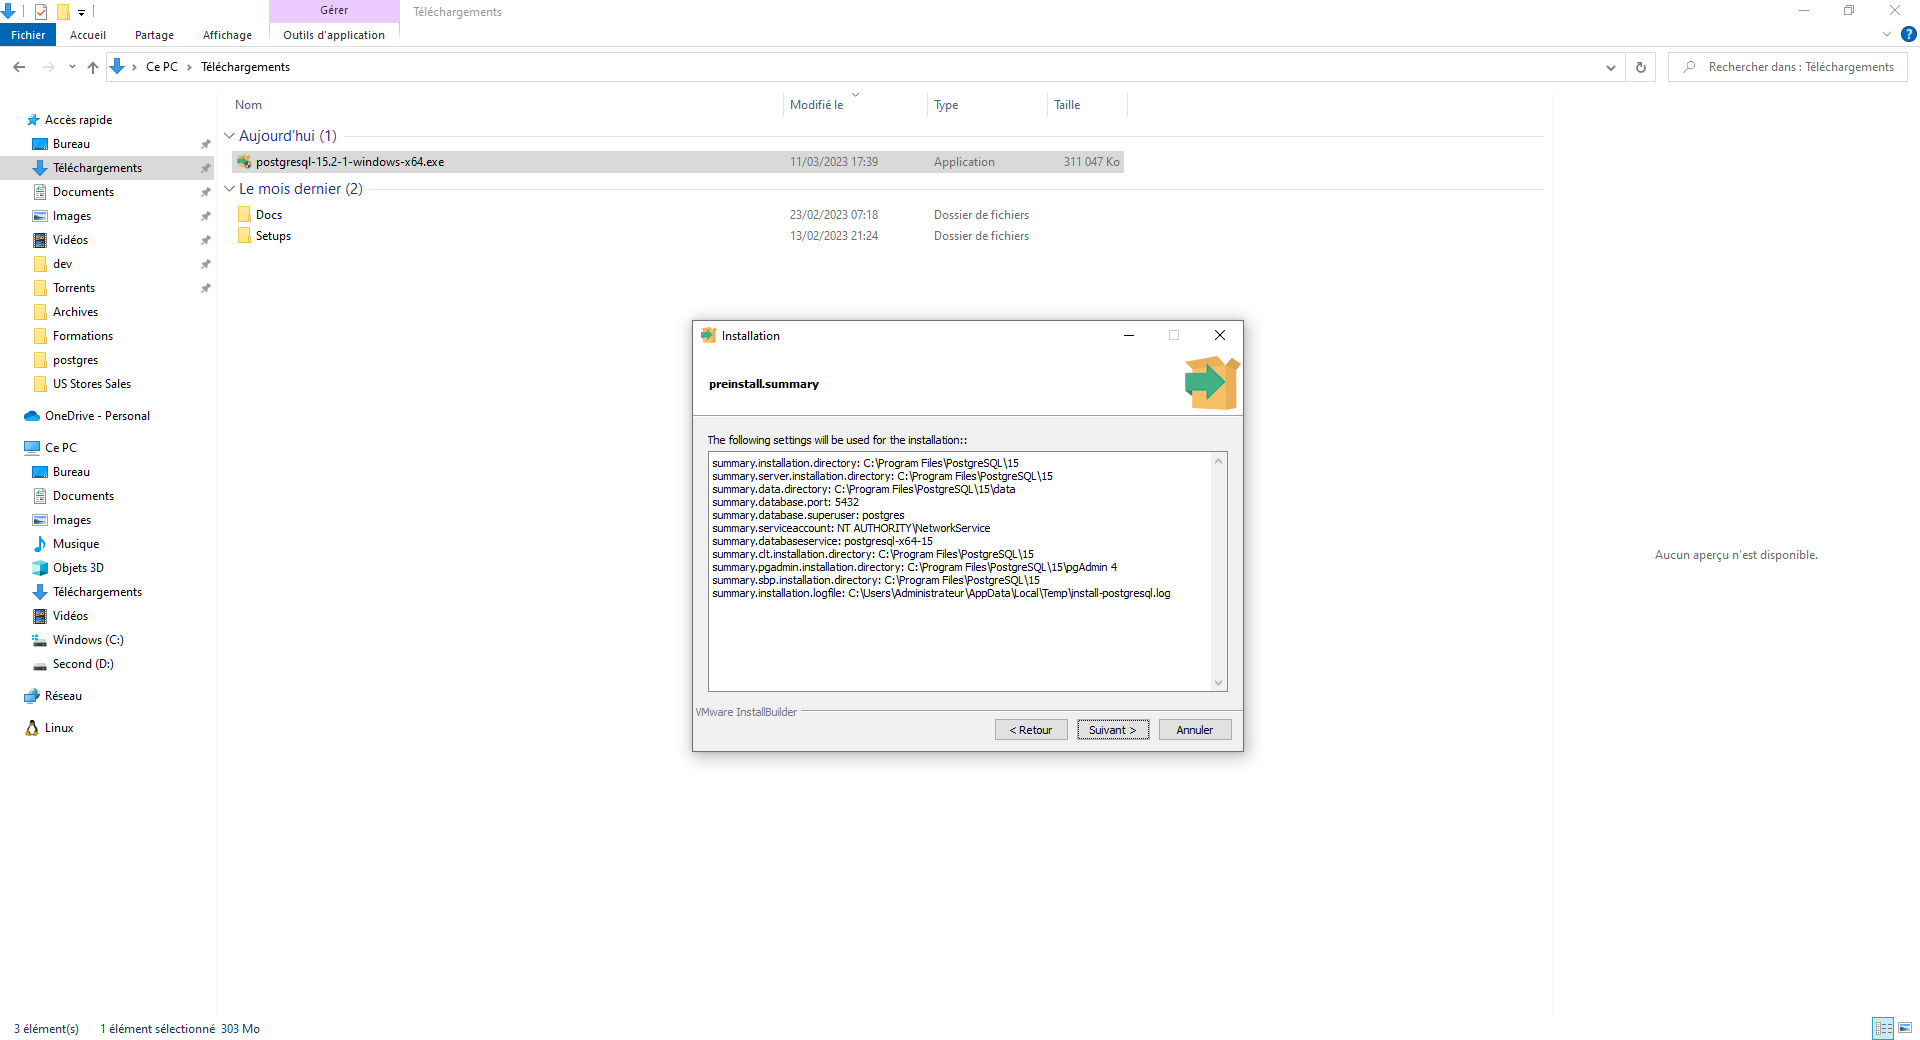 Gérer
Téléchargements
Fichier
Accueil
Partage
Affichage
Outils d'application
?
Ce PC
Téléchargements
Rechercher dans : Téléchargements
Nom
Modifié le
Type
Taille
Accès rapide
Bureau
Téléchargements
Documents
Images
Vidéos
dev
Torrents
Archives
Formations
postgres
US Stores Sales
OneDrive - Personal
Ce PC
Bureau
Documents
Images
Musique
Objets 3D
Téléchargements
Vidéos
Windows (C:)
Second (D:)
Réseau
Linux
Aujourd'hui (1)
postgresql-15.2-1-windows-x64.exe 11/03/2023 17:39 Application 311 047 Ko
Le mois dernier (2)
Docs 23/02/2023 07:18 Dossier de fichiers
Setups 13/02/2023 21:24 Dossier de fichiers
Installation
preinstall.summary
The following settings will be used for the installation::
summary.installation.directory: C:\Program Files\PostgreSQL\15
summary.server.installation.directory: C:\Program Files\PostgreSQL\15
summary.data.directory: C:\Program Files\PostgreSQL\15\data
summary.database.port: 5432
summary.database.superuser: postgres
summary.serviceaccount: NT AUTHORITY\NetworkService
summary.databaseservice: postgresql-x64-15
summary.clt.installation.directory: C:\Program Files\PostgreSQL\15
summary.pgadmin.installation.directory: C:\Program Files\PostgreSQL\15\pgAdmin 4
summary.sbp.installation.directory: C:\Program Files\PostgreSQL\15
summary.installation.logfile: C:\Users\Administrateur\AppData\Local\Temp\install-postgresql.log
VMware InstallBuilder
< Retour
Suivant >
Annuler
Aucun aperçu n'est disponible.
3 élément(s)
1 élément sélectionné 303 Mo